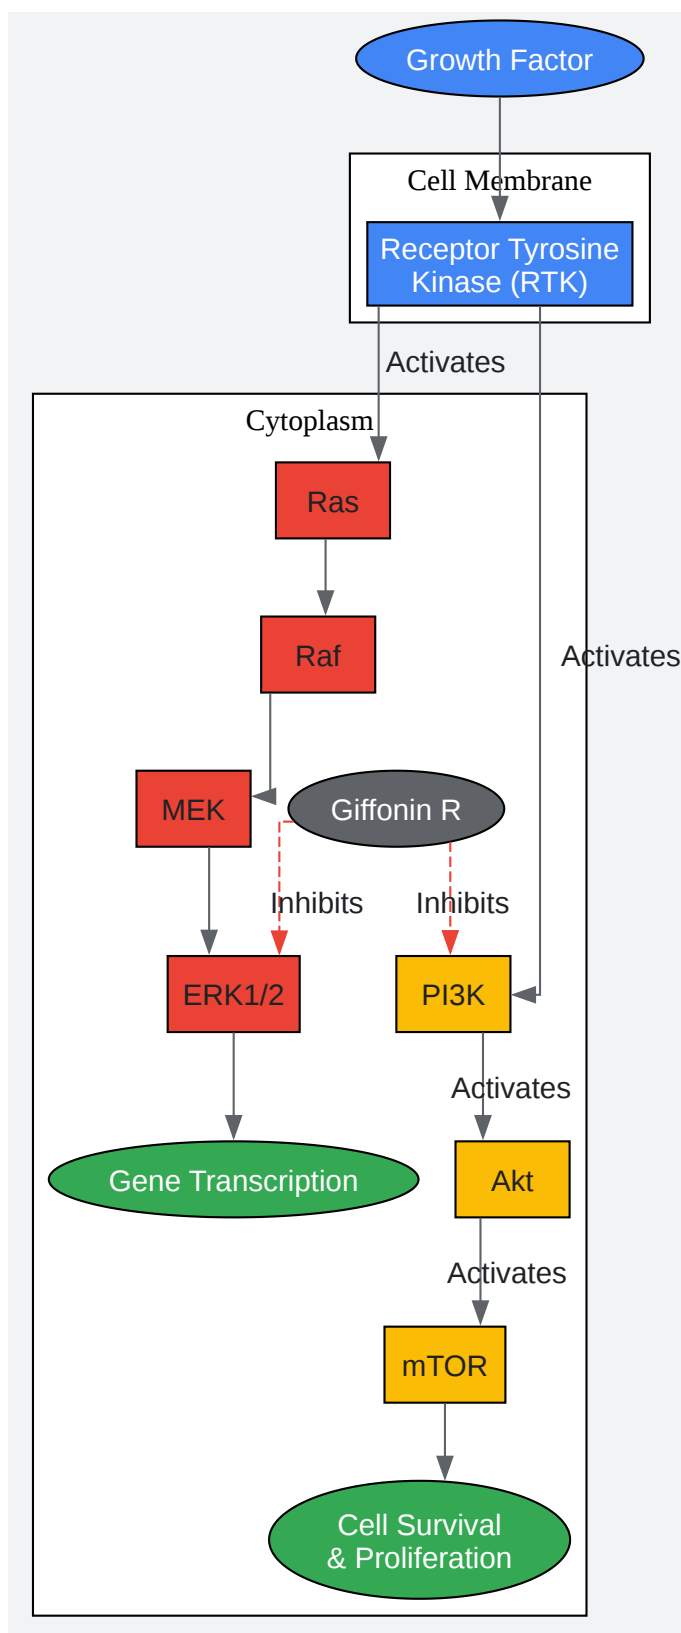 Growth Factor
Cell Membrane
Receptor Tyrosine
Kinase (RTK)
Activates
Cytoplasm
Ras
Raf
Activates
MEK
Giffonin R
Inhibits
Inhibits
ERK1/2
PI3K
Activates
Gene Transcription
Akt
Activates
mTOR
Cell Survival
& Proliferation